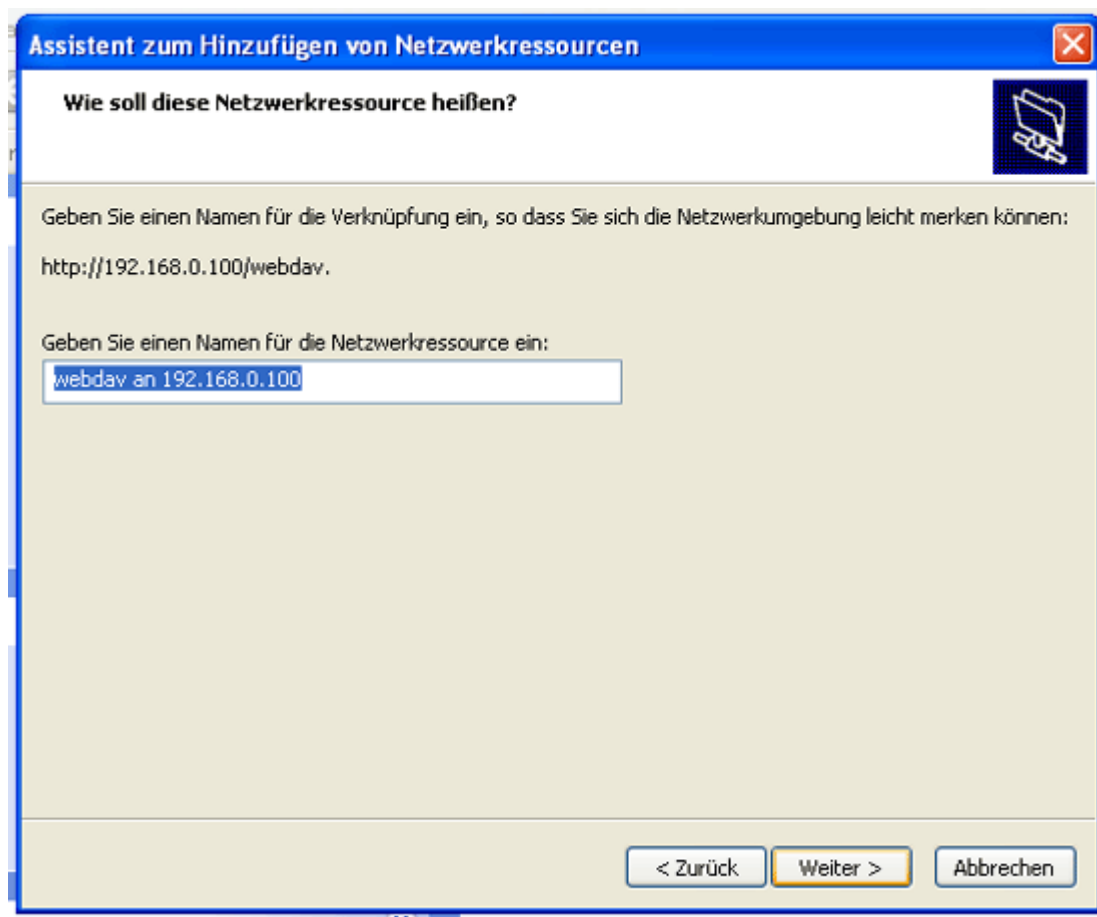 Assistent zum Hinzufügen von Netzwerkressourcen
Wie soll diese Netzwerkressource heißen?
Geben Sie einen Namen für die Verknüpfung ein, so dass Sie sich die Netzwerkumgebung leicht merken können:
http://192.168.0.100/webdav.
Geben Sie einen Namen für die Netzwerkressource ein:
webdav an 192.168.0.100
< Zurück Weiter > Abbrechen